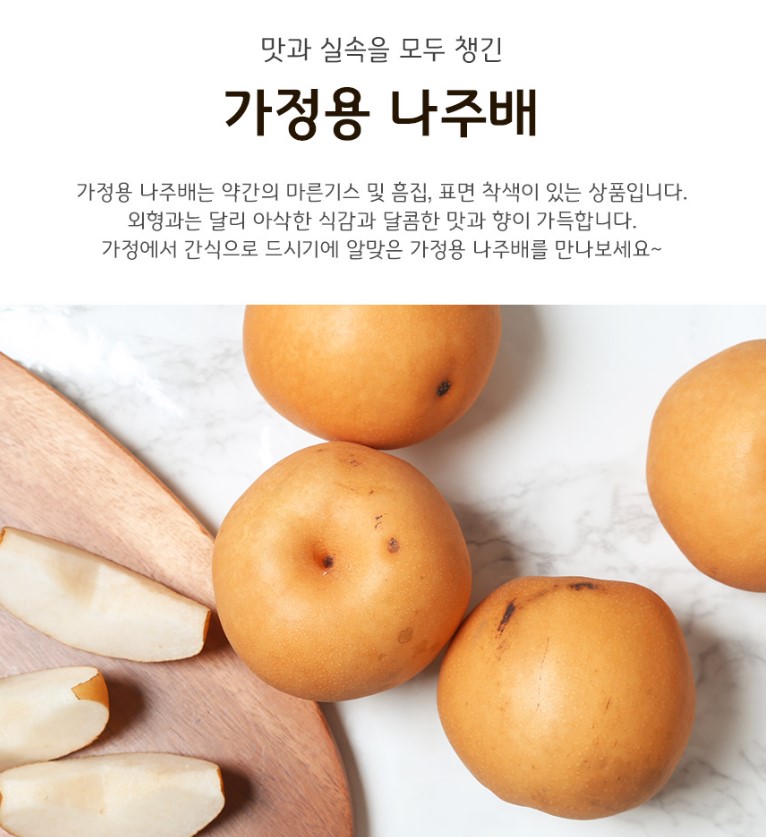 맛과 실속을 모두 챙긴
가정용 나주배
가정용 나주배는 약간의 마른기스 및 흠집, 표면 착색이 있는 상품입니다.
외형과는 달리 아삭한 식감과 달콤한 맛과 향이 가득합니다.
가정에서 간식으로 드시기에 알맞은 가정용 나주배를 만나보세요~